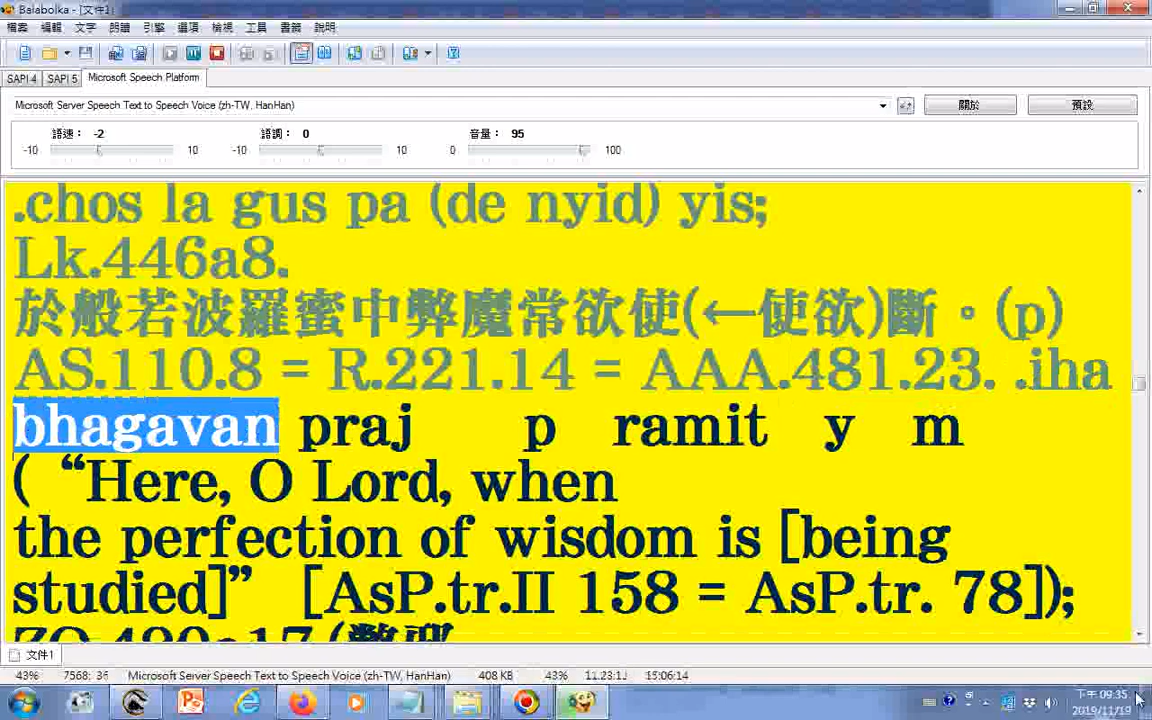 Balabolka - [文件1]
檔案 編輯 文字 朗讀 引擎 選項 檢視 工具 書籤 說明
SAPI 4 SAPI 5 Microsoft Speech Platform
Microsoft Server Speech Text to Speech Voice (zh-TW, HanHan) 關於 預設
語速： -2 語調： 0 音量： 95
-10 10 -10 10 0 100
.chos la gus pa (de nyid) yis;
Lk.446a8.
於般若波羅蜜中弊魔常欲使(←使欲)斷。(p)
AS.110.8 = R.221.14 = AAA.481.23. .iha
bhagavan praj p ramit y m
(“Here, O Lord, when
the perfection of wisdom is [being
studied]” [AsP.tr.II 158 = AsP.tr. 78]);
文件1
43% 7568: 36 Microsoft Server Speech Text to Speech Voice (zh-TW, HanHan) 408 KB 43% 15:06:14
下午 09:35
2019/11/19